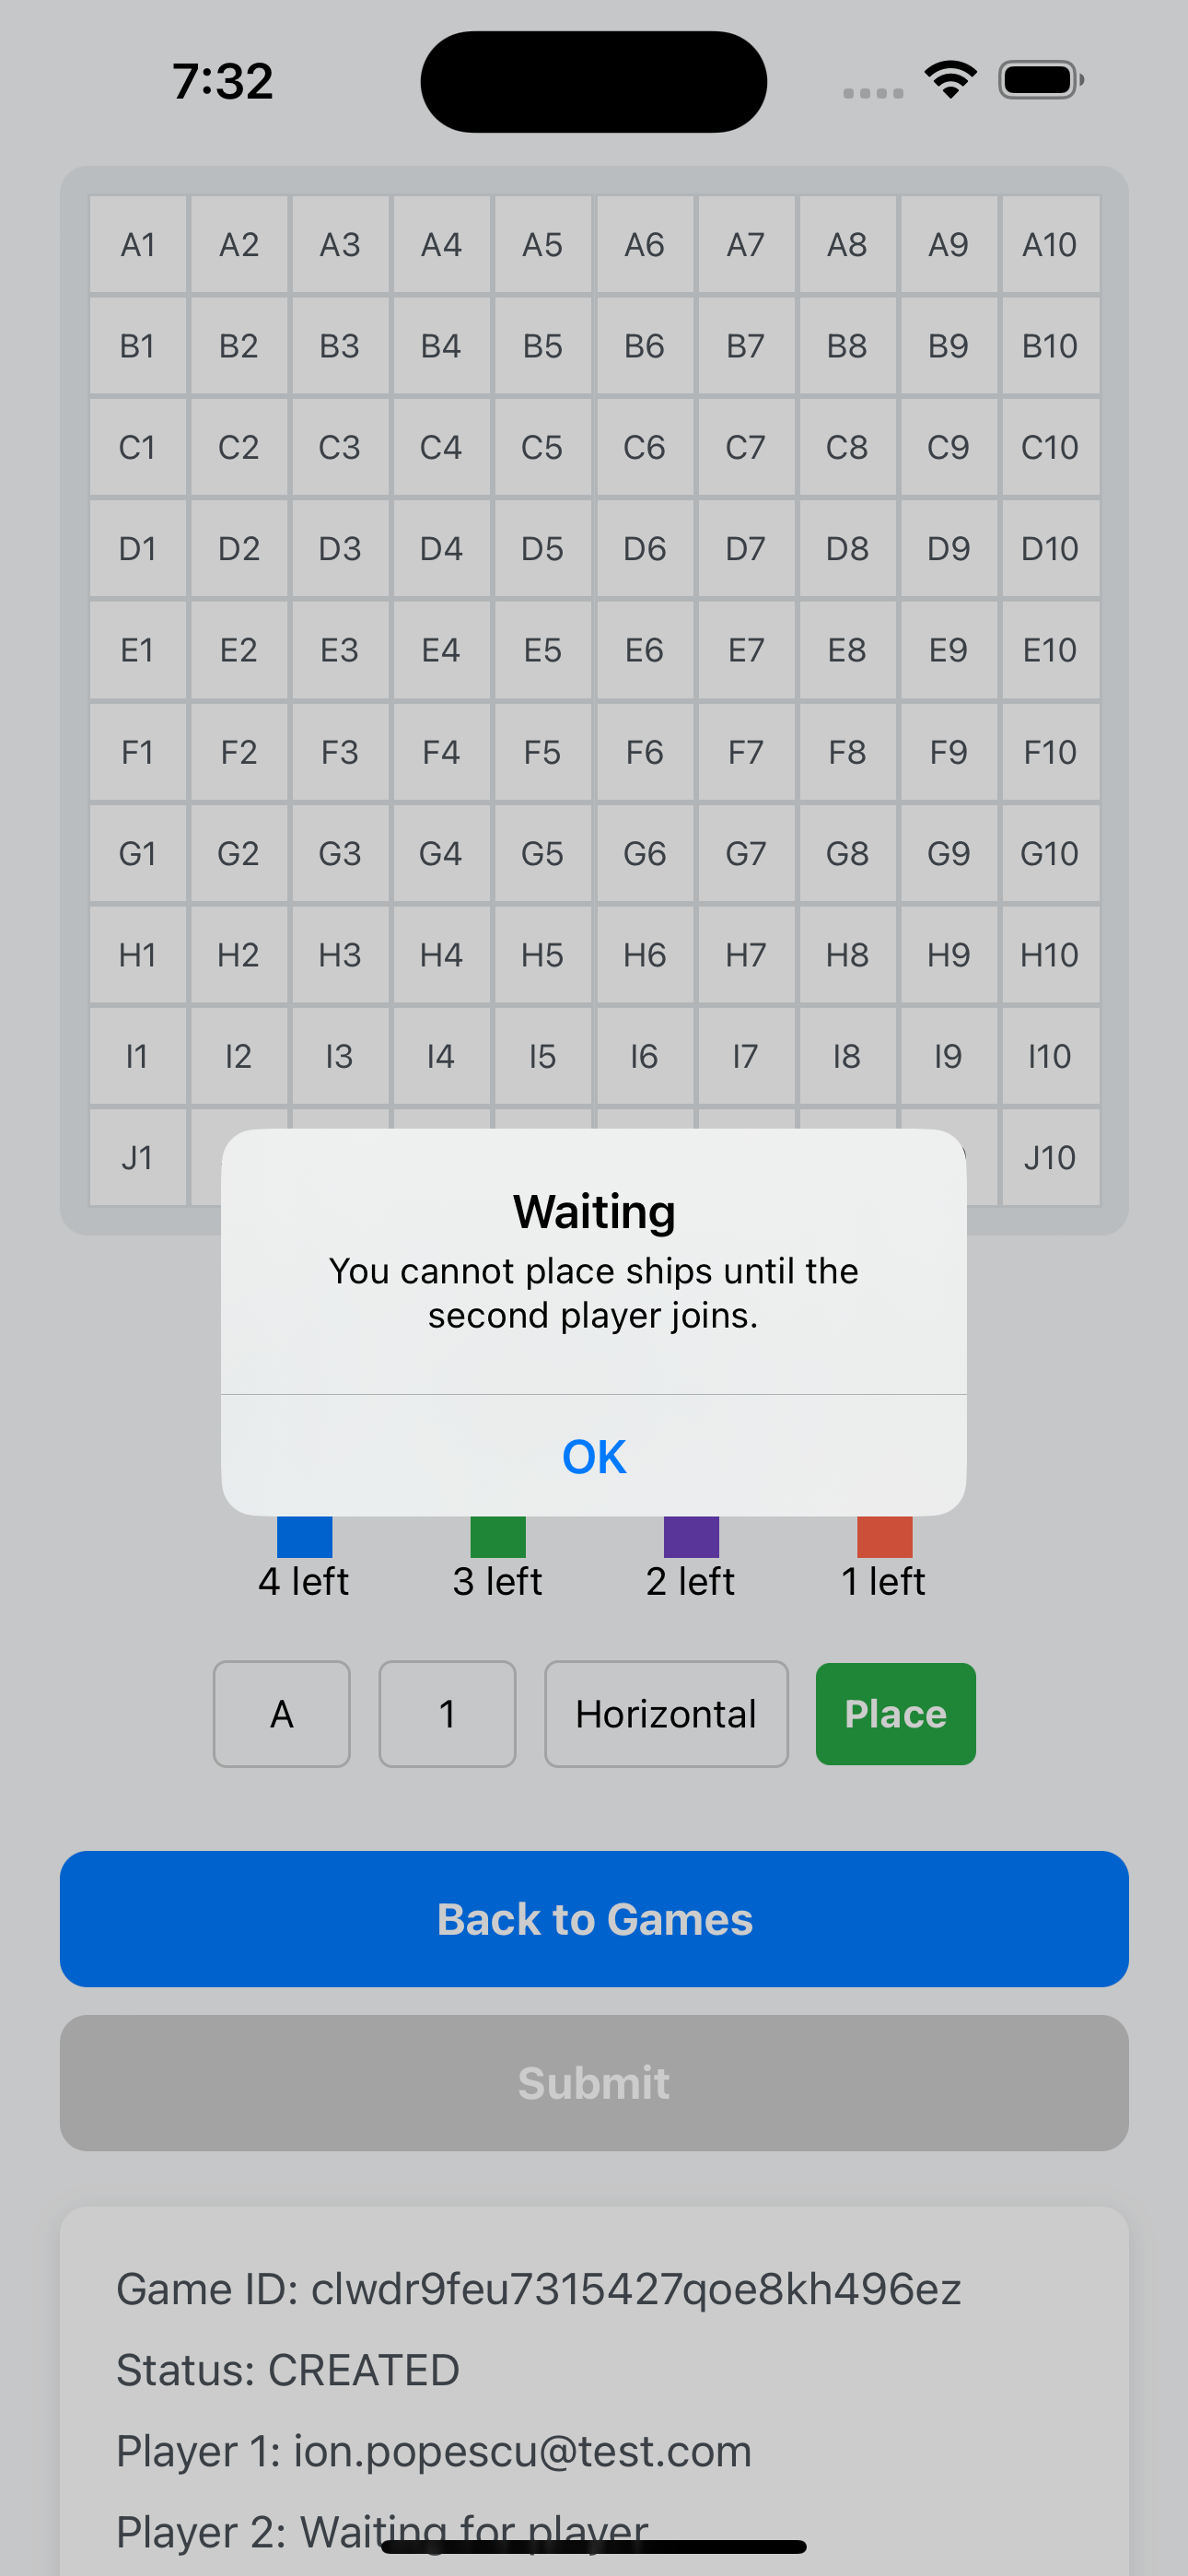 7:32
A1 A2 A3 A4 A5 A6 A7 A8 A9 A10
B1 B2 B3 B4 B5 B6 B7 B8 B9 B10
C1 C2 C3 C4 C5 C6 C7 C8 C9 C10
D1 D2 D3 D4 D5 D6 D7 D8 D9 D10
E1 E2 E3 E4 E5 E6 E7 E8 E9 E10
F1 F2 F3 F4 F5 F6 F7 F8 F9 F10
G1 G2 G3 G4 G5 G6 G7 G8 G9 G10
H1 H2 H3 H4 H5 H6 H7 H8 H9 H10
I1 I2 I3 I4 I5 I6 I7 I8 I9 I10
J1 J10
Waiting
You cannot place ships until the
second player joins.
OK
4 left 3 left 2 left 1 left
A 1 Horizontal Place
Back to Games
Submit
Game ID: clwdr9feu7315427qoe8kh496ez
Status: CREATED
Player 1: ion.popescu@test.com
Player 2: Waiting for player